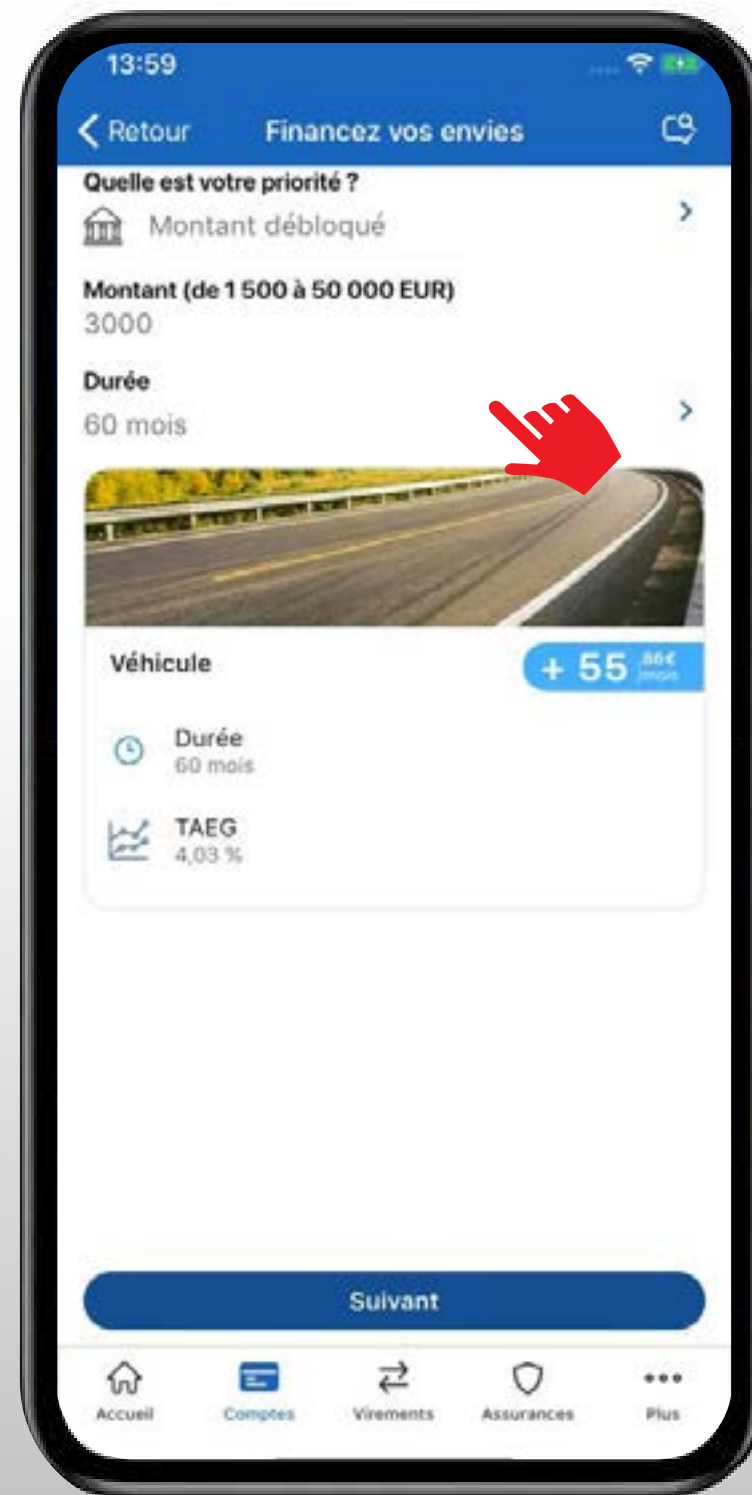 13:59
Retour
Financez vos envies
Quelle est votre priorité ?
Montant débloqué
Montant (de 1 500 à 50 000 EUR)
3000
Durée
60 mois
Véhicule
+ 55
/mois
Durée
60 mois
TAEG
4,03 %
Suivant
Accueil
Comptes
Virements
Assurances
Plus